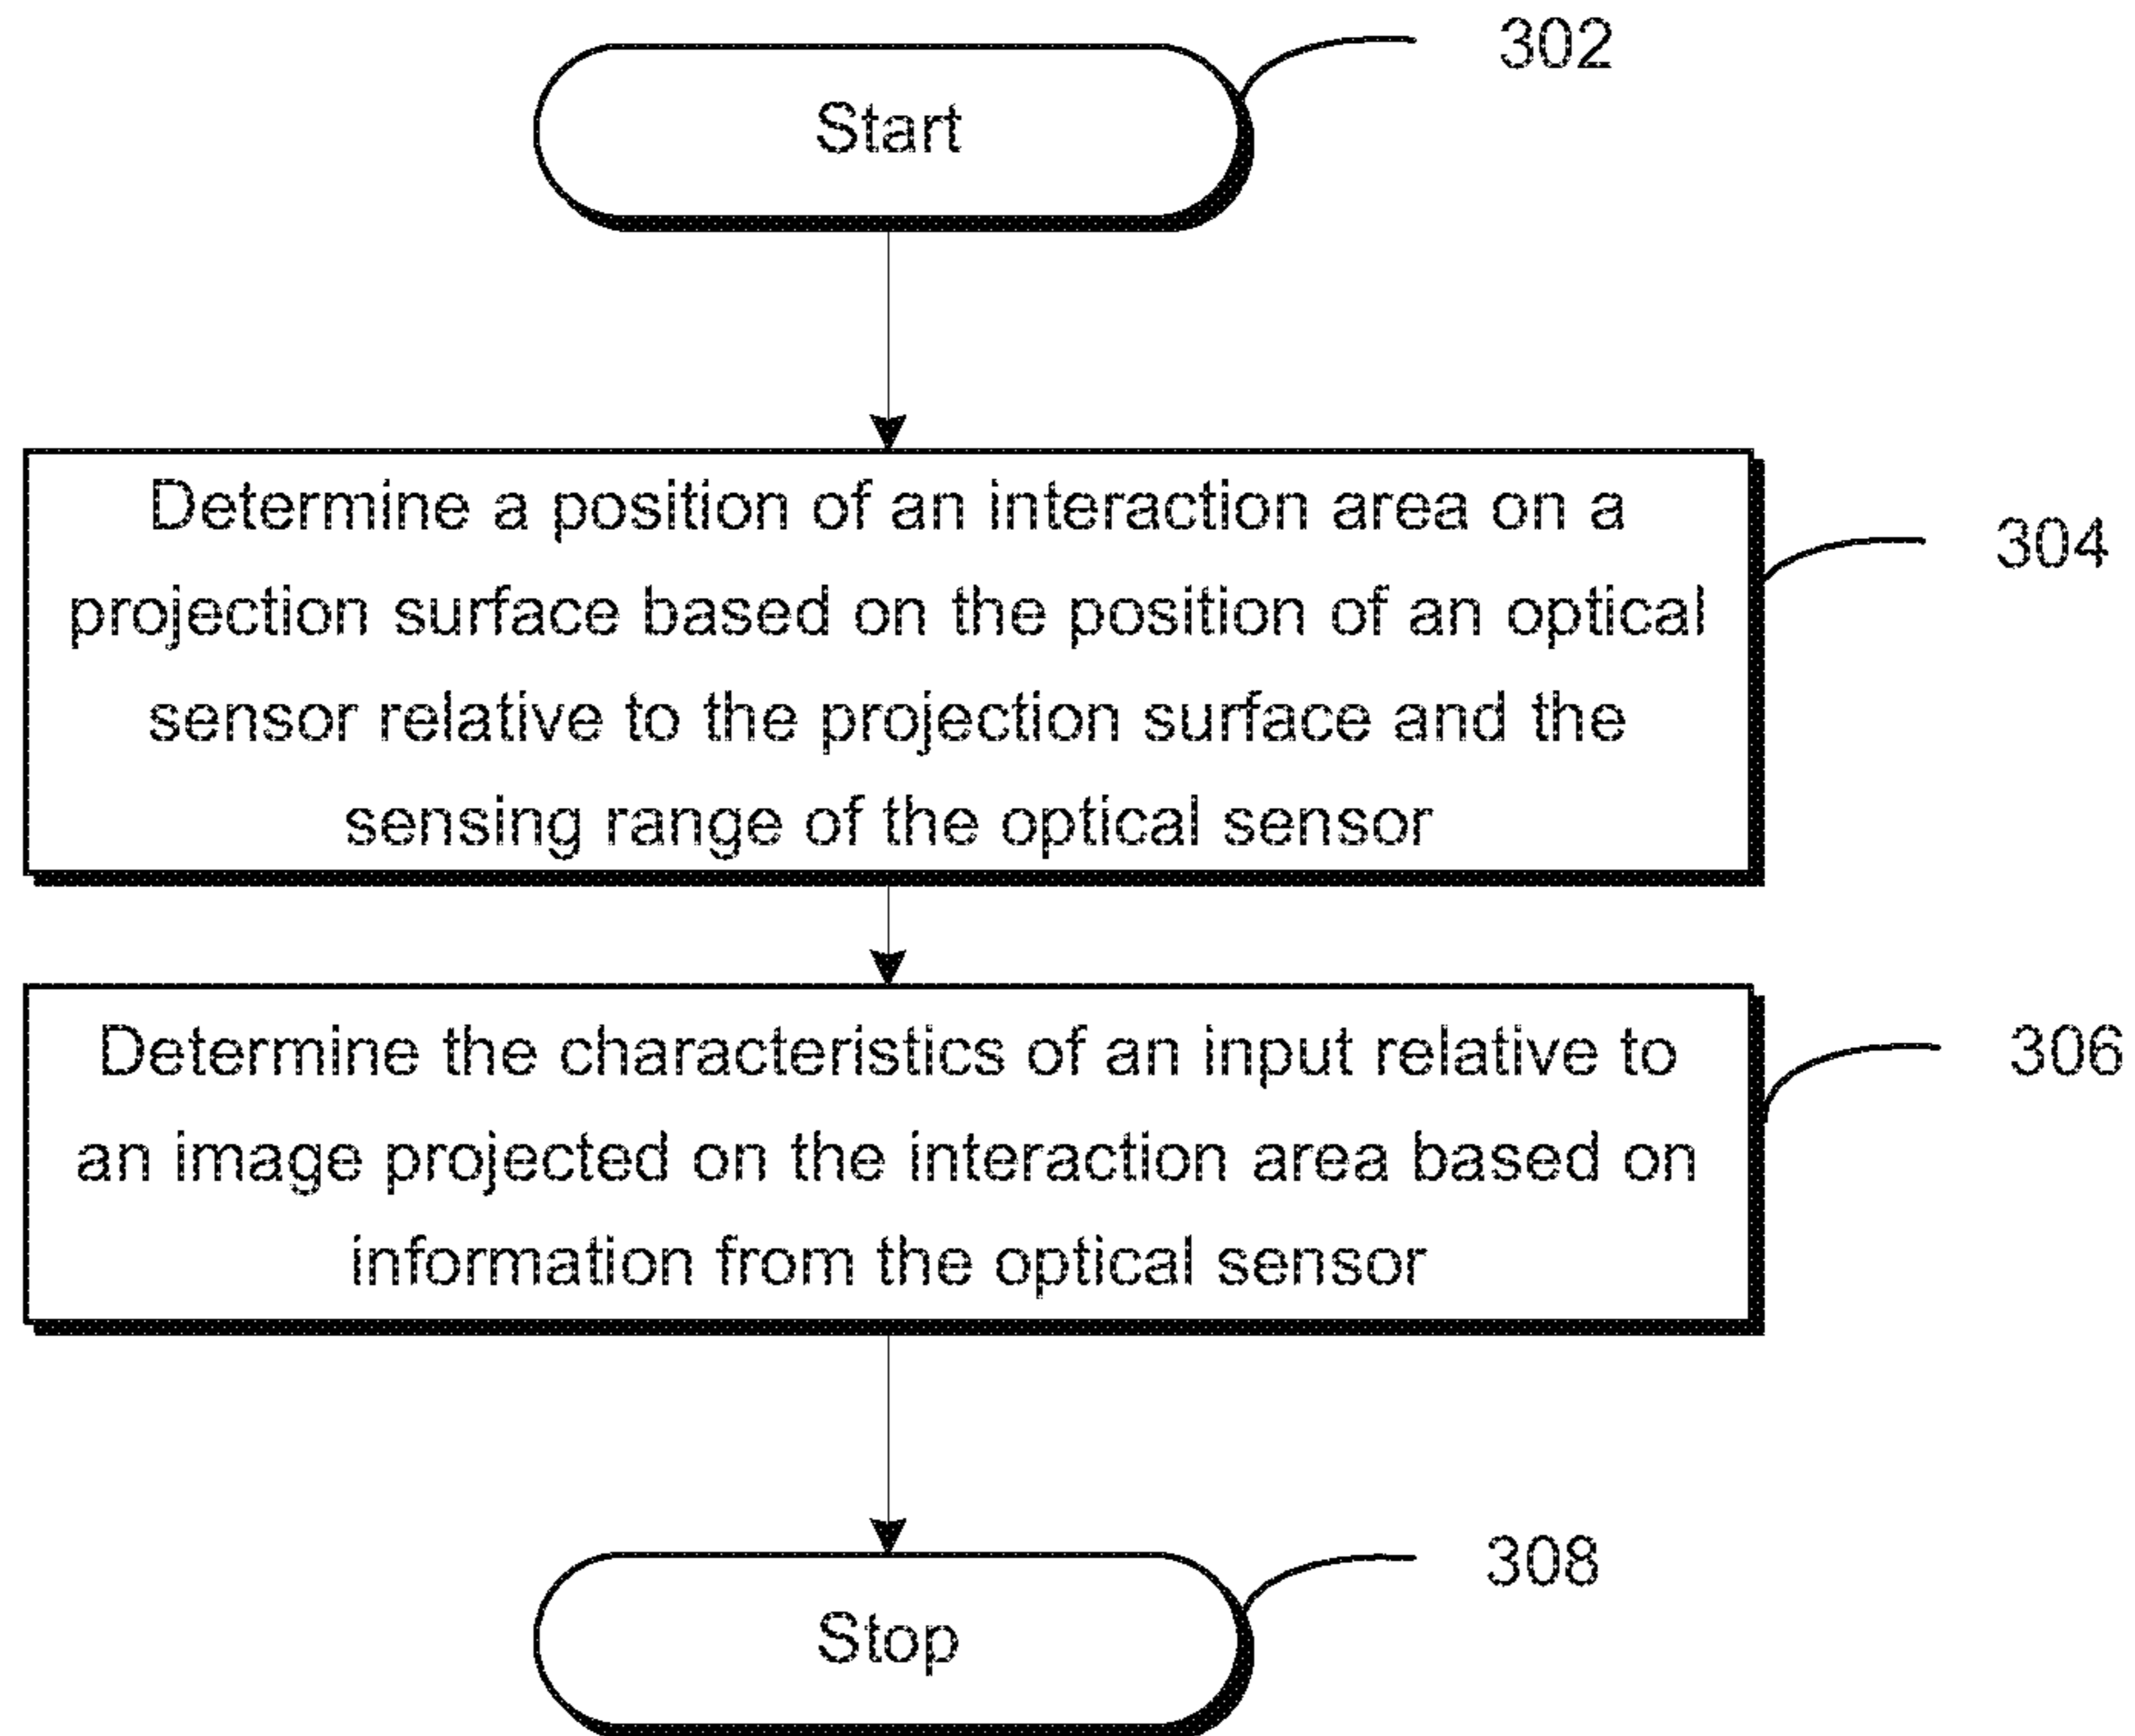 302
Start
Determine a position of an interaction area on a
projection surface based on the position of an optical
sensor relative to the projection surface and the
sensing range of the optical sensor
304
Determine the characteristics of an input relative to
an image projected on the interaction area based on
information from the optical sensor
306
308
Stop